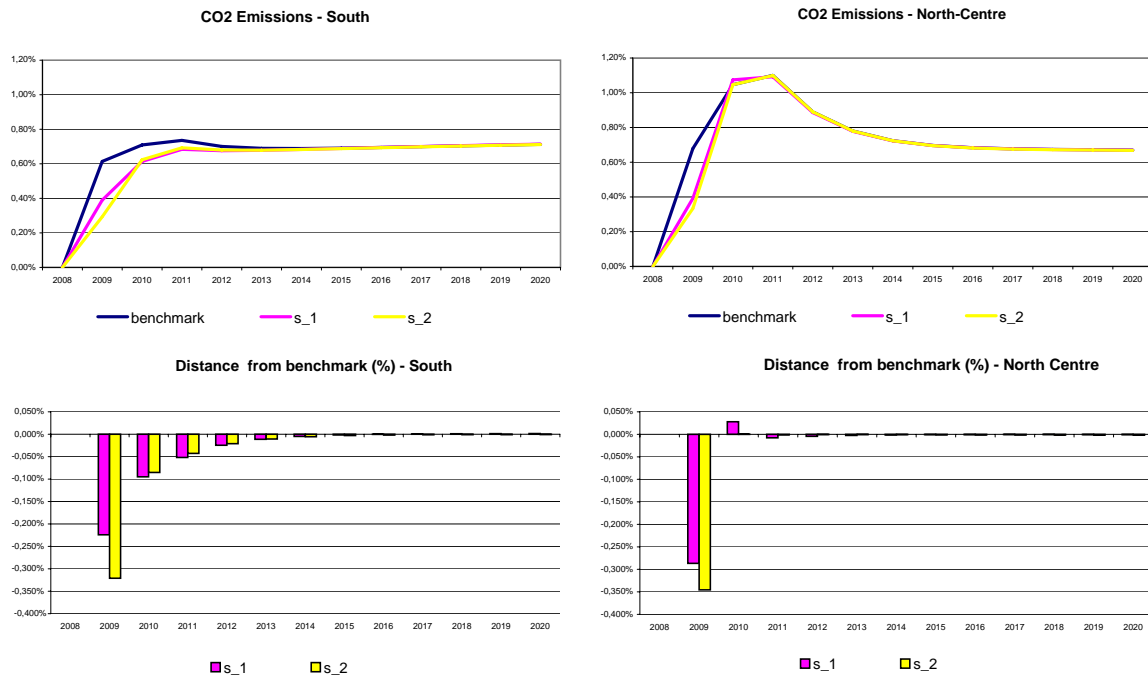 CO2 Emissions - South
1,20%
1,00%
0,80%
0,60%
0,40%
0,20%
0,00%
2008 2009 2010 2011 2012 2013 2014 2015 2016 2017 2018 2019 2020
benchmark s_1 s_2
CO2 Emissions - North-Centre
1,20%
1,00%
0,80%
0,60%
0,40%
0,20%
0,00%
2008 2009 2010 2011 2012 2013 2014 2015 2016 2017 2018 2019 2020
benchmark s_1 s_2
Distance from benchmark (%) - South
0,050%
0,000%
-0,050%
-0,100%
-0,150%
-0,200%
-0,250%
-0,300%
-0,350%
-0,400%
2008 2009 2010 2011 2012 2013 2014 2015 2016 2017 2018 2019 2020
s_1 s_2
Distance from benchmark (%) - North Centre
0,050%
0,000%
-0,050%
-0,100%
-0,150%
-0,200%
-0,250%
-0,300%
-0,350%
-0,400%
2008 2009 2010 2011 2012 2013 2014 2015 2016 2017 2018 2019 2020
s_1 s_2